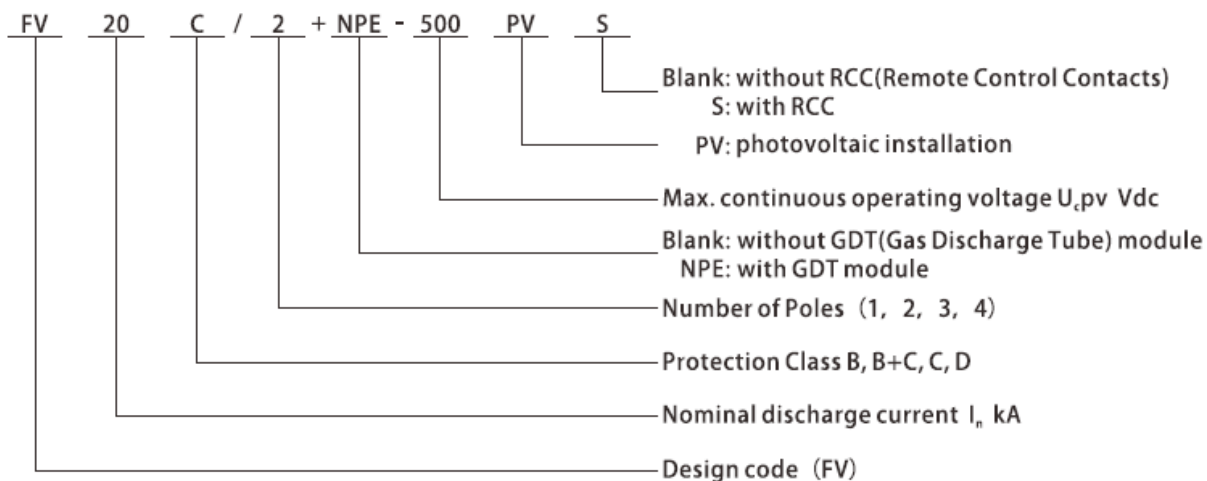 FV 20 C / 2 + NPE - 500 PV S
Blank: without RCC(Remote Control Contacts)
S: with RCC
PV: photovoltaic installation
Max. continuous operating voltage U꜀pv Vdc
Blank: without GDT(Gas Discharge Tube) module
NPE: with GDT module
Number of Poles (1, 2, 3, 4)
Protection Class B, B+C, C, D
Nominal discharge current Iₙ kA
Design code (FV)